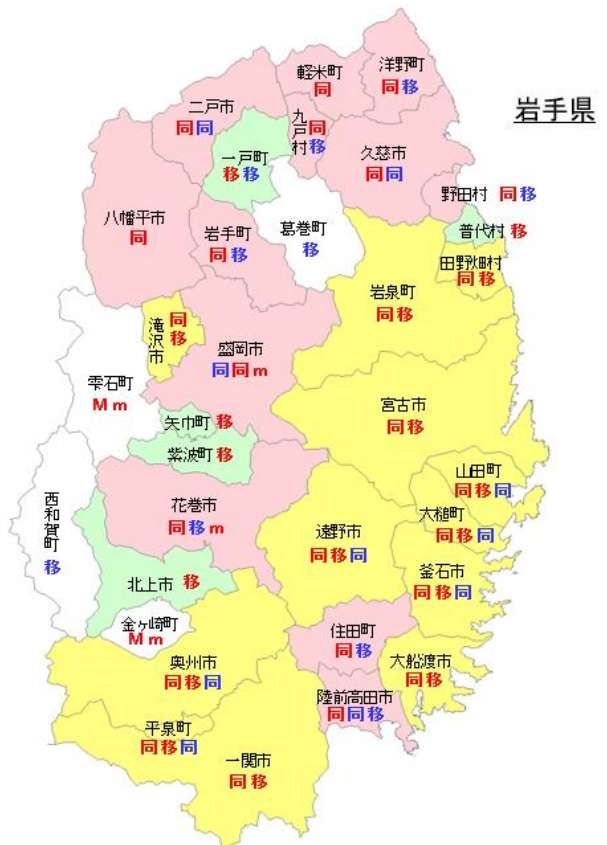 岩手県
洋野町
同移
軽米町
同
二戸市
同同
九戸村
同
移
一戸町
移移
久慈市
同同
野田村 同移
普代村 移
田野畑村
同移
八幡平市
同
岩手町
同移
葛巻町
移
岩泉町
同移
滝沢市
同
移
盛岡市
同同m
雫石町
M m
宮古市
同移
矢巾町 移
紫波町 移
山田町
同移同
大槌町
同移同
花巻市
同移m
西和賀町
移
遠野市
同移同
釜石市
同移同
北上市 移
金ヶ崎町
M m
住田町
同移
大船渡市
同移
奥州市
同移同
陸前高田市
同同移
平泉町
同移同
一関市
同移